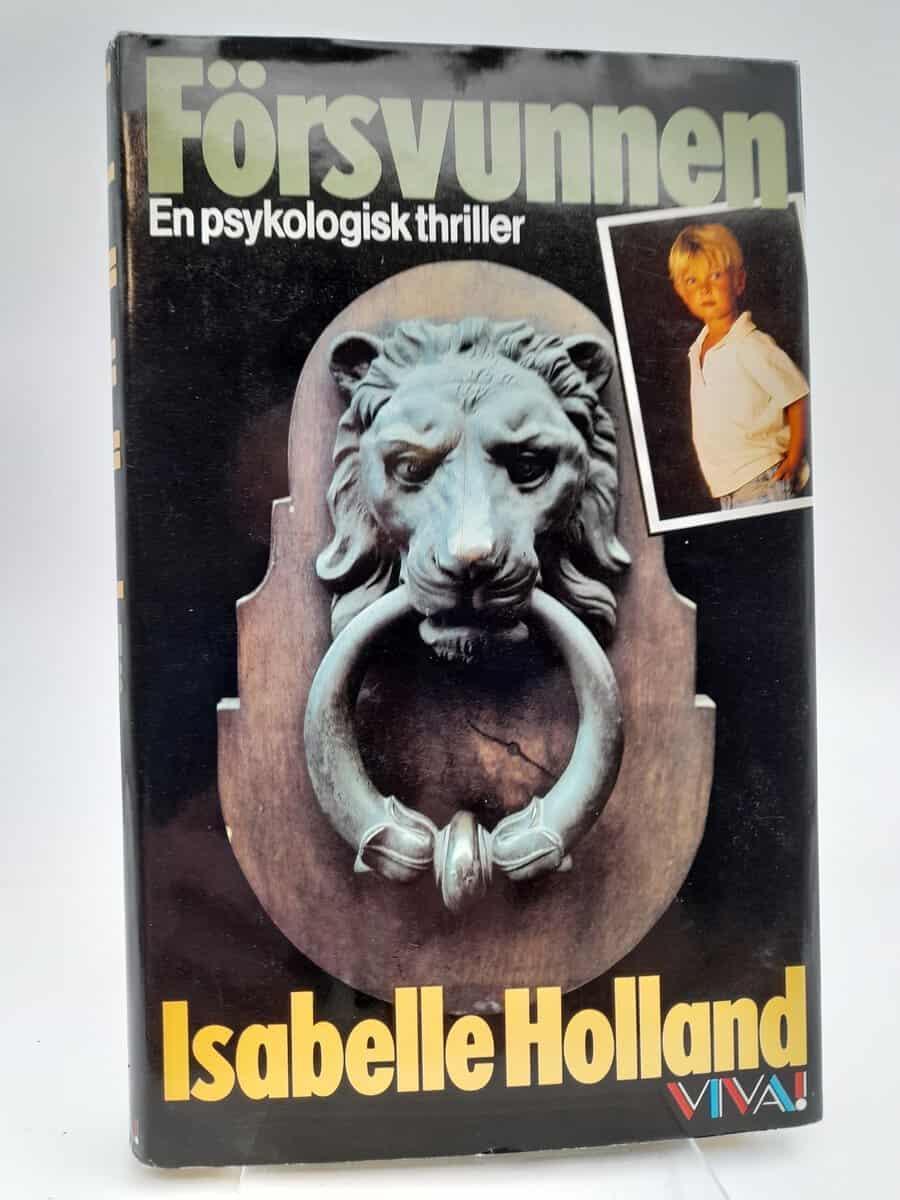 Försvunnen
En psykologisk thriller
Isabelle Holland
VIVA!